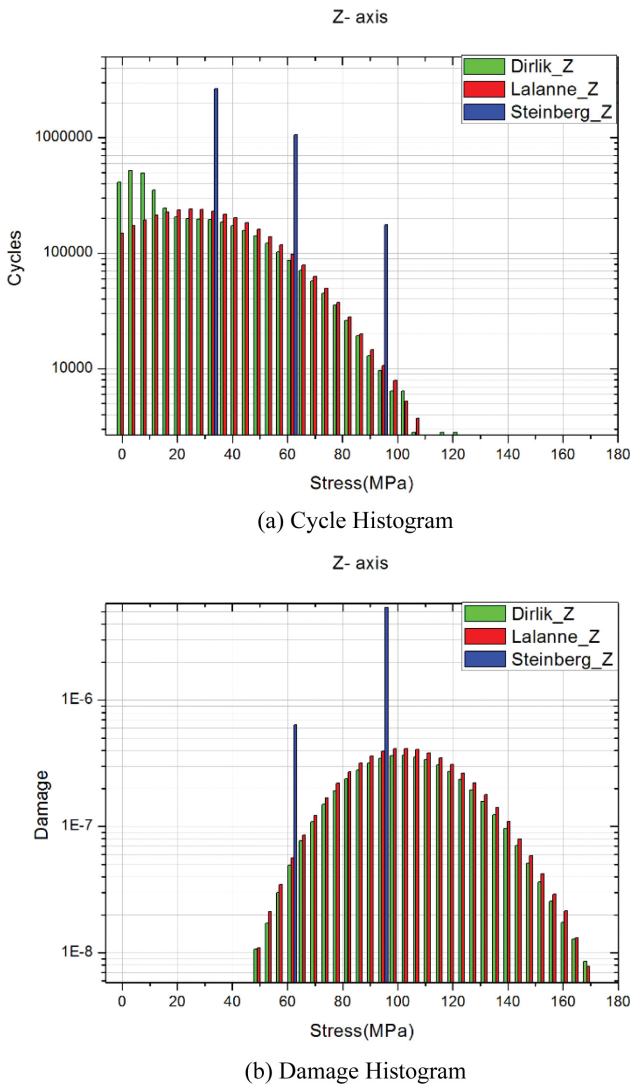 Z- axis
Dirlik_Z
Lalanne_Z
Steinberg_Z
1000000
100000
10000
Cycles
0 20 40 60 80 100 120 140 160 180
Stress(MPa)
(a) Cycle Histogram
Z- axis
Dirlik_Z
Lalanne_Z
Steinberg_Z
1E-6
1E-7
1E-8
Damage
0 20 40 60 80 100 120 140 160 180
Stress(MPa)
(b) Damage Histogram